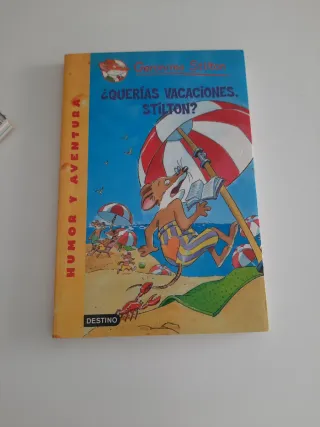 Geronimo Stilton
¿QUERÍAS VACACIONES,
STILTON?
HUMOR Y AVENTURA
DESTINO